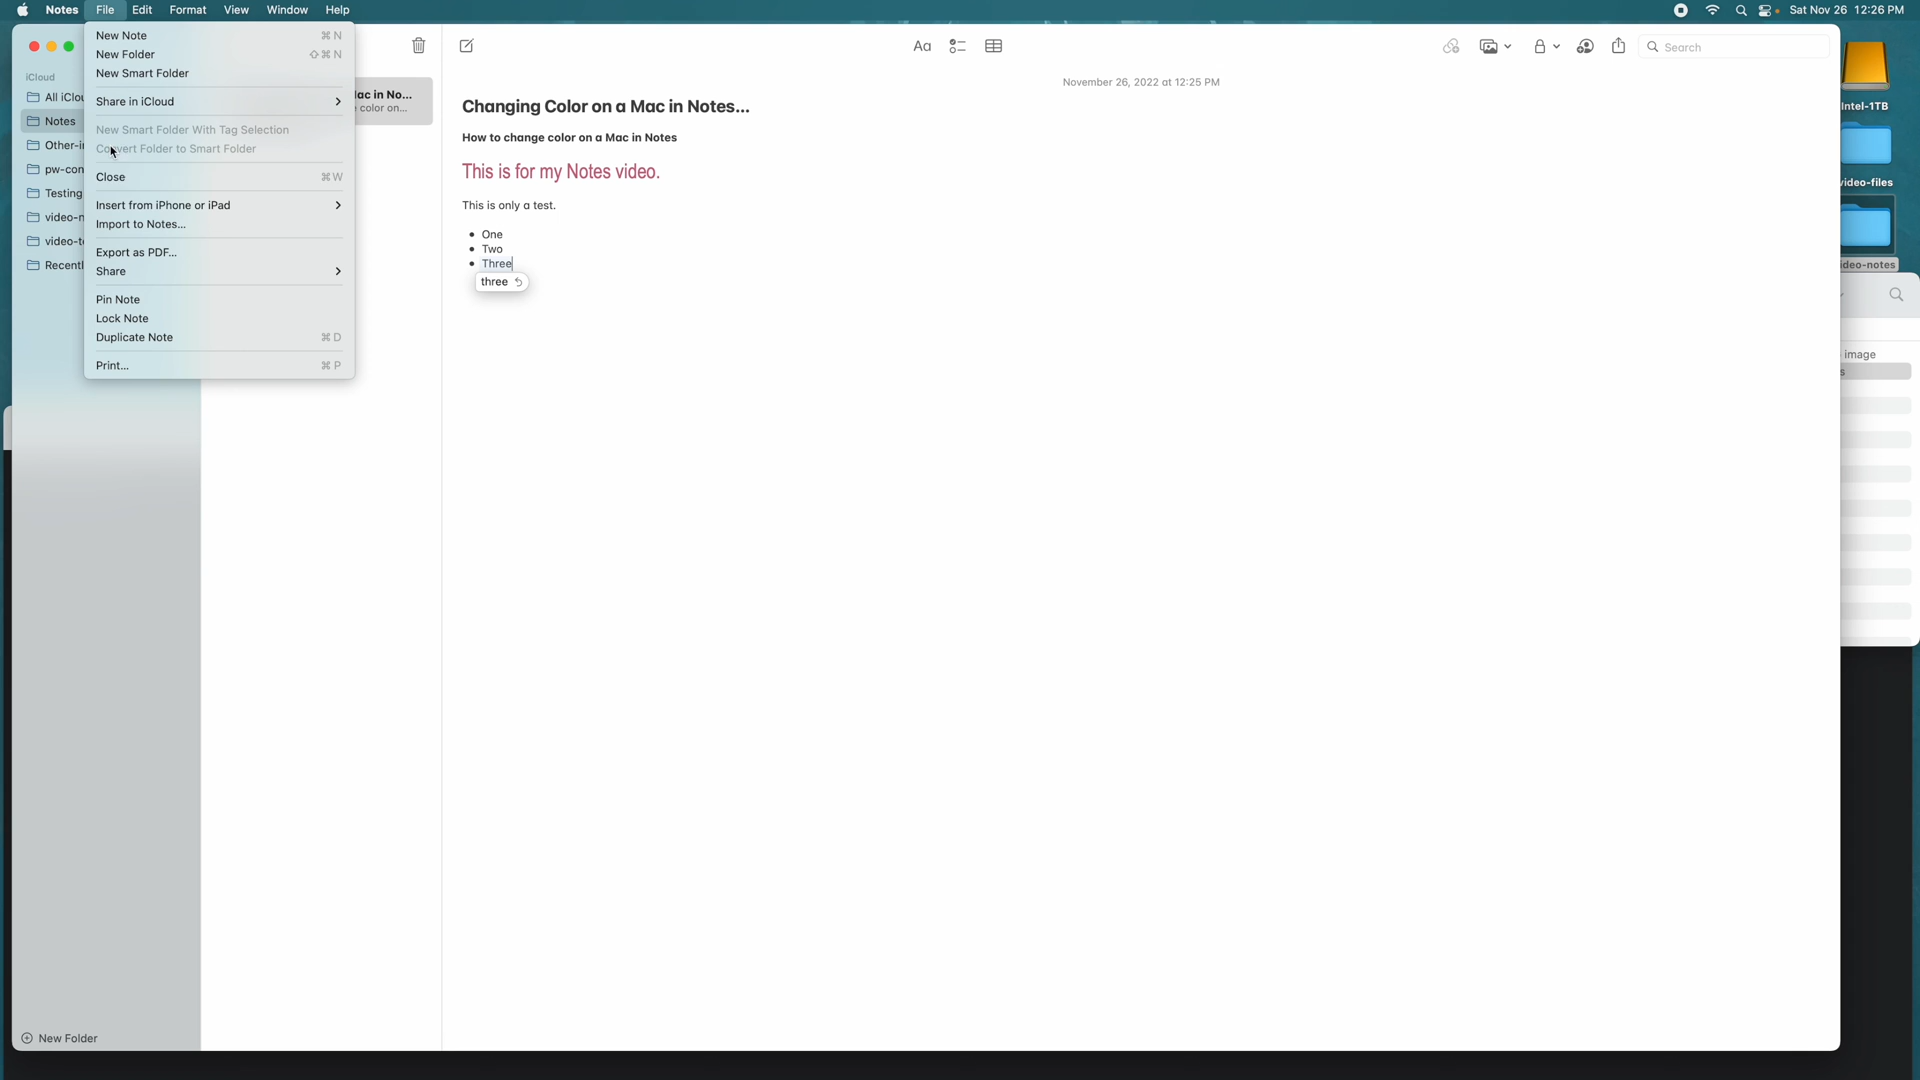 Notes File Edit Format View Window Help Sat Nov 26 12:26 PM
New Note ⌘ N
New Folder ⇧ ⌘ N
New Smart Folder
Share in iCloud
New Smart Folder With Tag Selection
Convert Folder to Smart Folder
Close ⌘ W
Insert from iPhone or iPad
Import to Notes...
Export as PDF...
Share
Pin Note
Lock Note
Duplicate Note ⌘ D
Print... ⌘ P
iCloud
All iClou
Notes
Other-i
pw-con
Testing
video-n
video-t
Recentl
New Folder
Mac in No...
color on...
Aa
Search
November 26, 2022 at 12:25 PM
Changing Color on a Mac in Notes...
How to change color on a Mac in Notes
This is for my Notes video.
This is only a test.
• One
• Two
• Three
three
Intel-1TB
video-files
ideo-notes
image
s